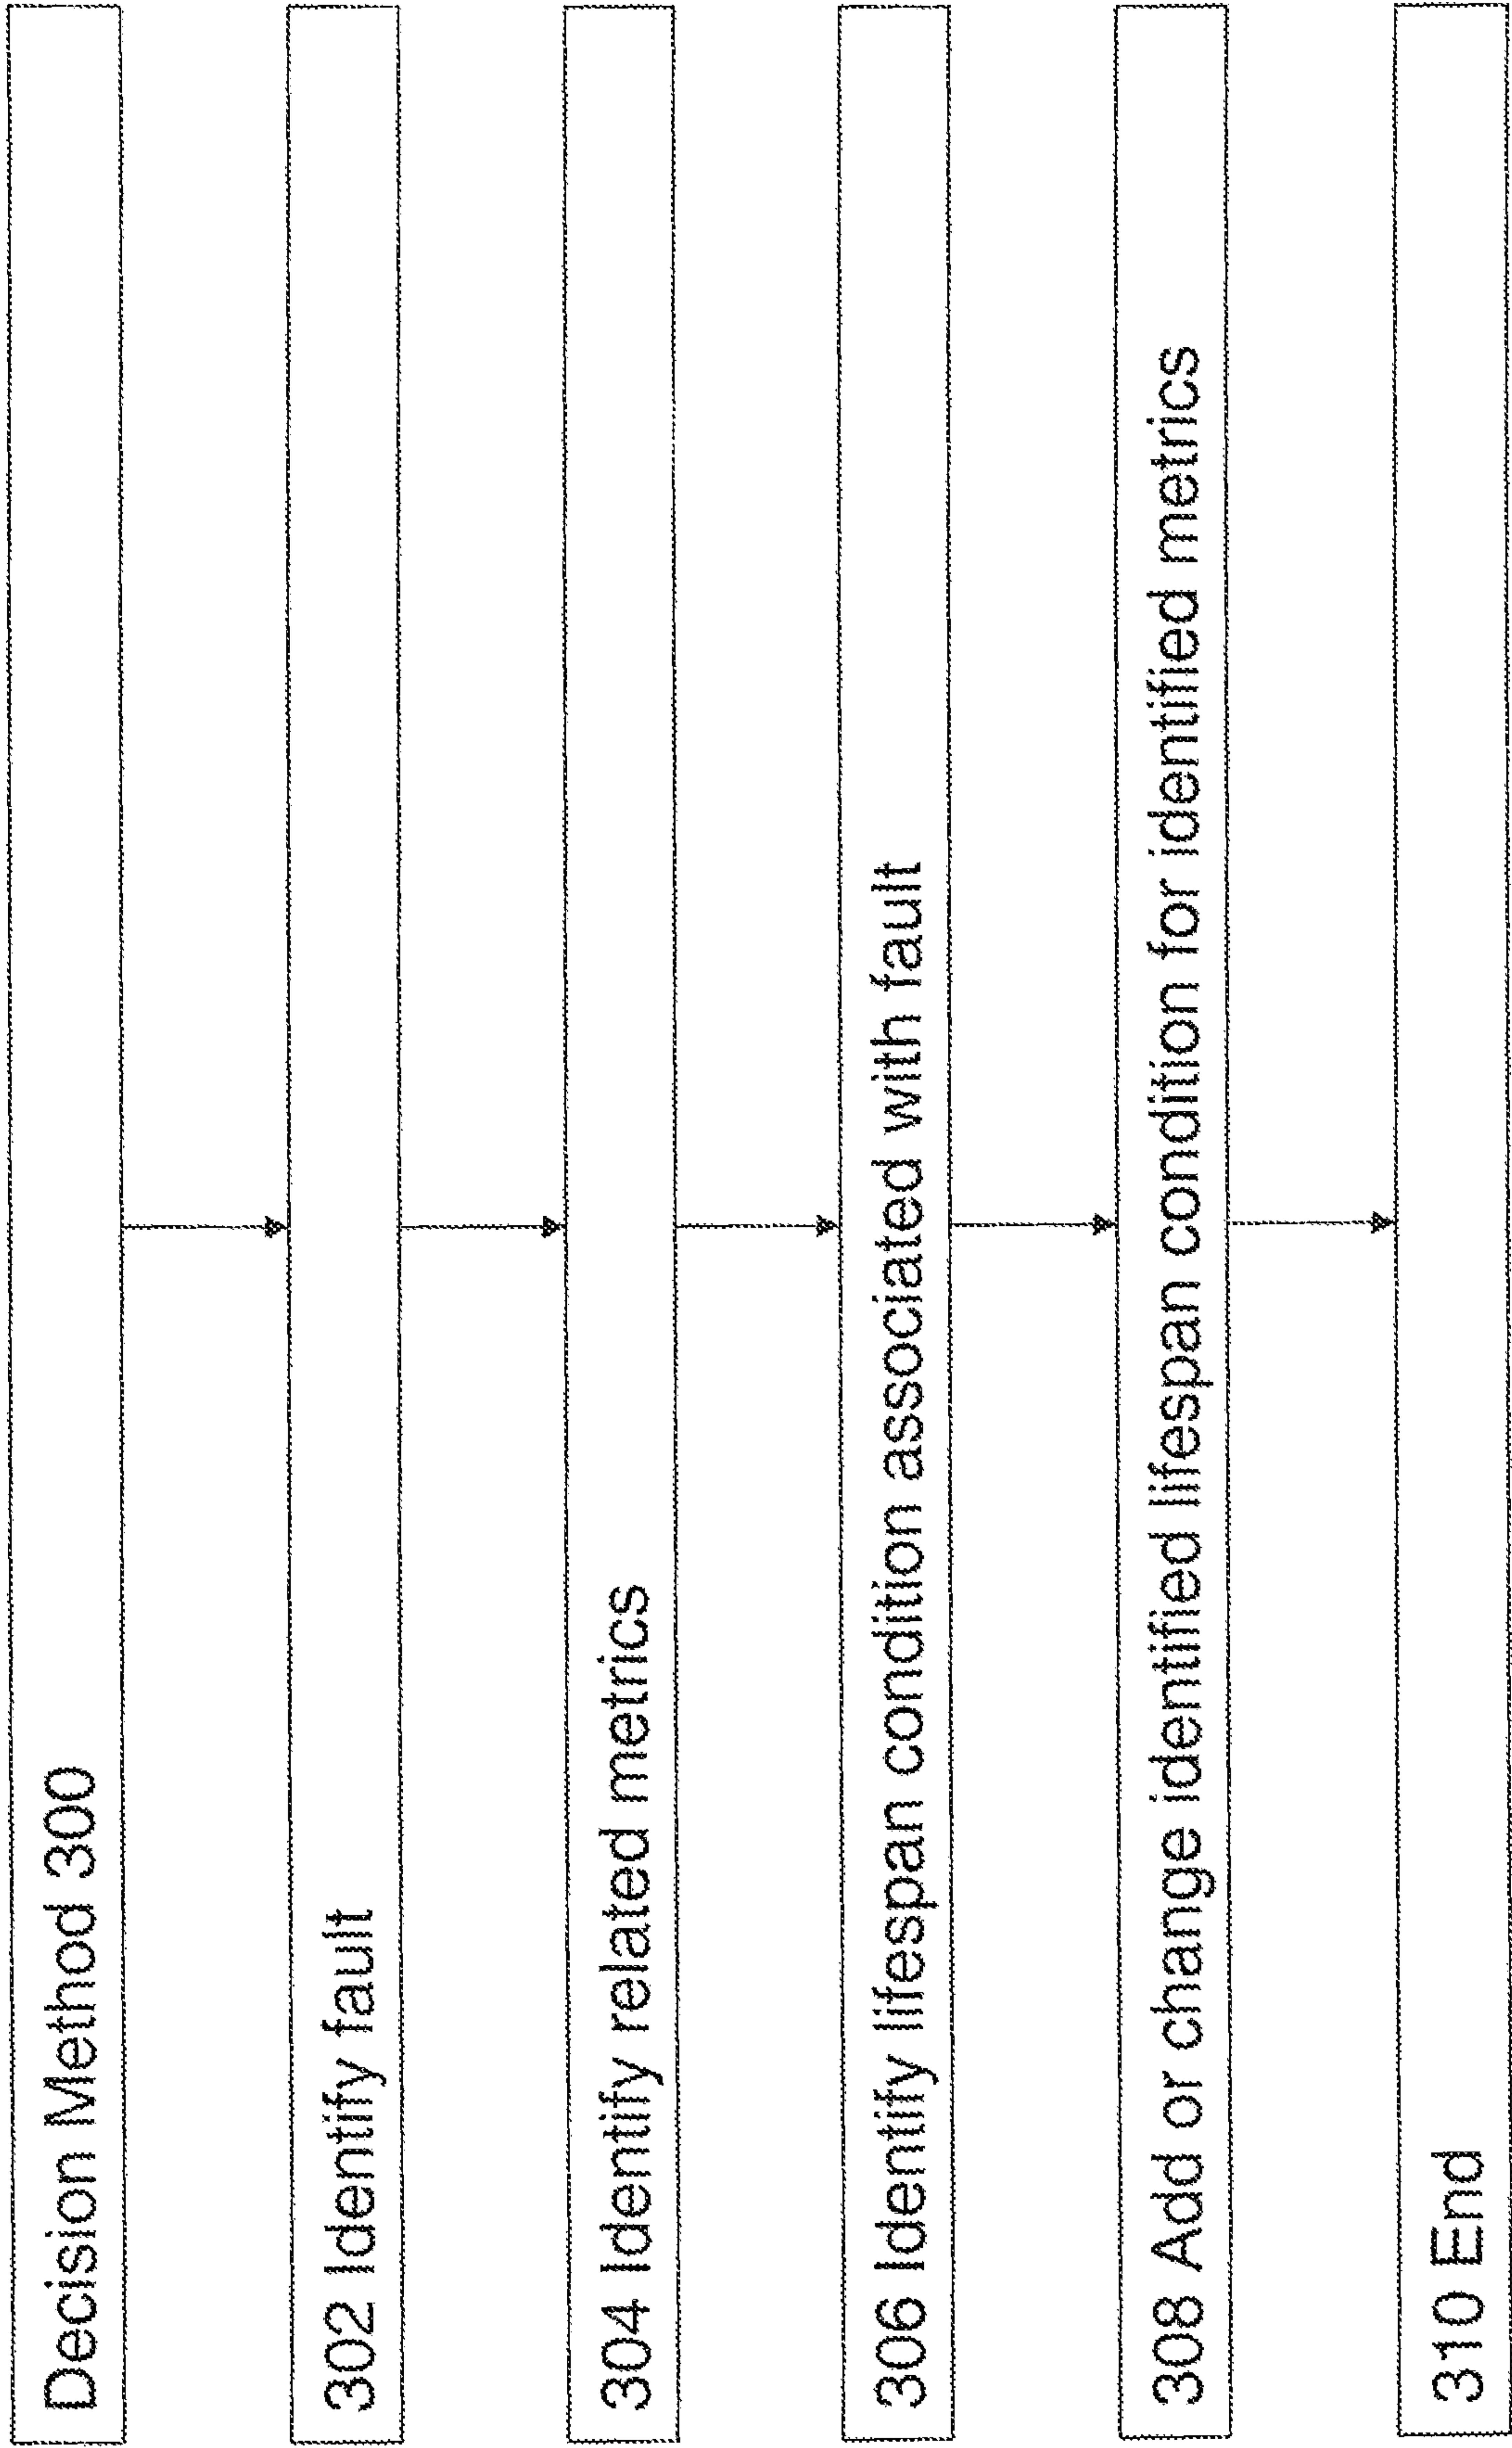 Decision Method 300
302 Identify fault
304 Identify related metrics
306 Identify lifespan condition associated with fault
308 Add or change identified lifespan condition for identified metrics
310 End